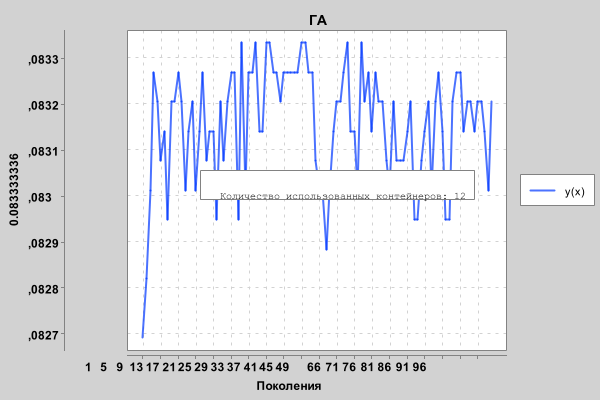 ГА
,0833
,0832
,0831
,083
,0829
,0828
,0827
0.083333336
Количество использованных контейнеров: 12
y(x)
1 5 9 13 17 21 25 29 33 37 41 45 49 66 71 76 81 86 91 96
Поколения